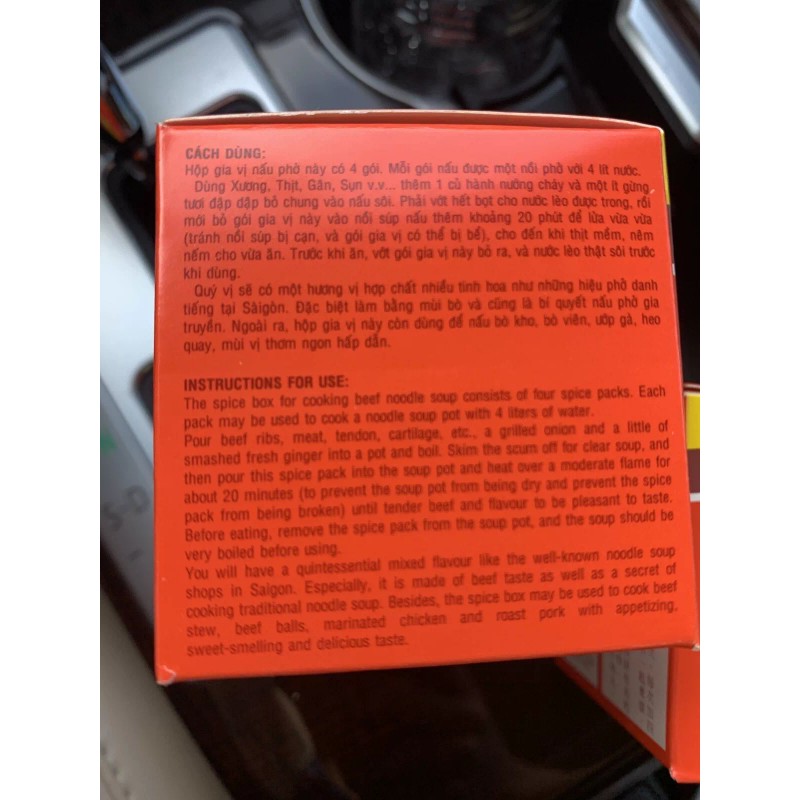 CÁCH DÙNG:
Hộp gia vị nấu phở này có 4 gói. Mỗi gói nấu được một nồi phở với 4 lít nước.
Dùng Xương, Thịt, Gân, Sụn v.v... thêm 1 củ hành nướng cháy và một ít gừng
tươi đập dập bỏ chung vào nấu sôi. Phải vớt hết bọt cho nước lèo được trong, rồi
mới bỏ gói gia vị này vào nồi súp nấu thêm khoảng 20 phút để lửa vừa vừa
(tránh nồi súp bị cạn, và gói gia vị có thể bị bể), cho đến khi thịt mềm, nêm
nếm cho vừa ăn. Trước khi ăn, vớt gói gia vị này bỏ ra, và nước lèo thật sôi trước
khi dùng.
Quý vị sẽ có một hương vị hợp chất nhiều tinh hoa như những hiệu phở danh
tiếng tại Sàigòn. Đặc biệt làm bằng mùi bò và cũng là bí quyết nấu phở gia
truyền. Ngoài ra, hộp gia vị này còn dùng để nấu bò kho, bò viên, ướp gà, heo
quay, mùi vị thơm ngon hấp dẫn.
INSTRUCTIONS FOR USE:
The spice box for cooking beef noodle soup consists of four spice packs. Each
pack may be used to cook a noodle soup pot with 4 liters of water.
Pour beef ribs, meat, tendon, cartilage, etc., a grilled onion and a little of
smashed fresh ginger into a pot and boil. Skim the scum off for clear soup, and
then pour this spice pack into the soup pot and heat over a moderate flame for
about 20 minutes (to prevent the soup pot from being dry and prevent the spice
pack from being broken) until tender beef and flavour to be pleasant to taste.
Before eating, remove the spice pack from the soup pot, and the soup should be
very boiled before using.
You will have a quintessential mixed flavour like the well-known noodle soup
shops in Saigon. Especially, it is made of beef taste as well as a secret of
cooking traditional noodle soup. Besides, the spice box may be used to cook beef
stew, beef balls, marinated chicken and roast pork with appetizing,
sweet-smelling and delicious taste.